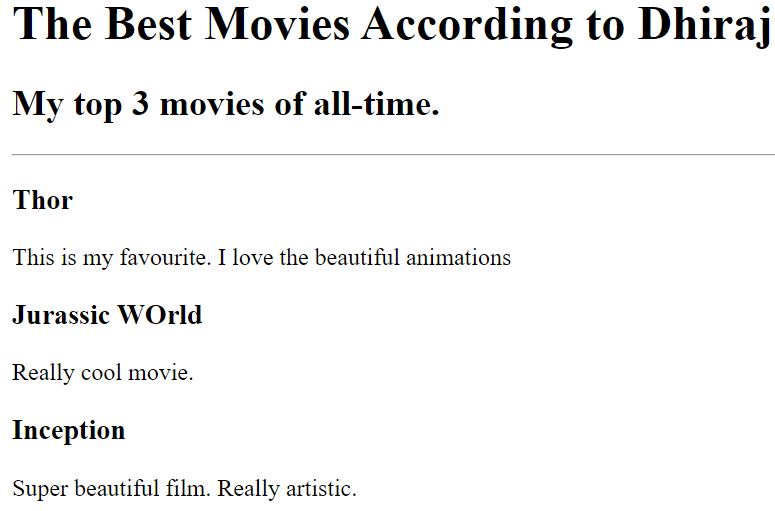 The Best Movies According to Dhiraj
My top 3 movies of all-time.
Thor
This is my favourite. I love the beautiful animations
Jurassic WOrld
Really cool movie.
Inception
Super beautiful film. Really artistic.